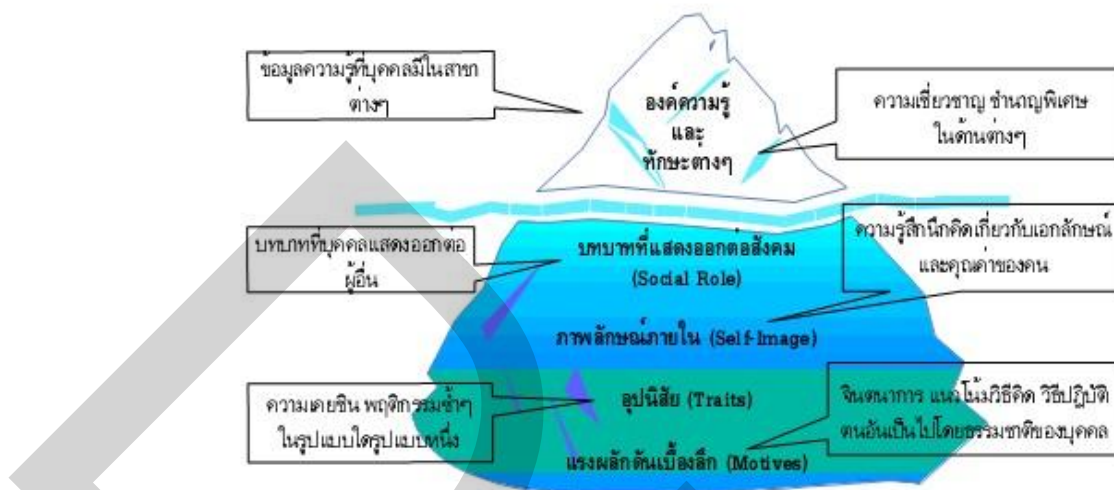 ข้อมูลความรู้ที่บุคคลมีในสาขา
ต่างๆ
องค์ความรู้
และ
ทักษะต่างๆ
ความเชี่ยวชาญ ชำนาญพิเศษ
ในด้านต่างๆ
บทบาทที่บุคคลแสดงออกต่อ
ผู้อื่น
บทบาทที่แสดงออกต่อสังคม
(Social Role)
ความรู้สึกนึกคิดเกี่ยวกับเอกลักษณ์
และคุณค่าของคน
ภาพลักษณ์ภายใน (Self-Image)
ความเคยชิน พฤติกรรมซ้ำๆ
ในรูปแบบใดรูปแบบหนึ่ง
อุปนิสัย (Traits)
จินตนาการ แนวโน้มวิธีคิด วิธีปฏิบัติ
ตนอันเป็นไปโดยธรรมชาติของบุคคล
แรงผลักดันเบื้องลึก (Motives)